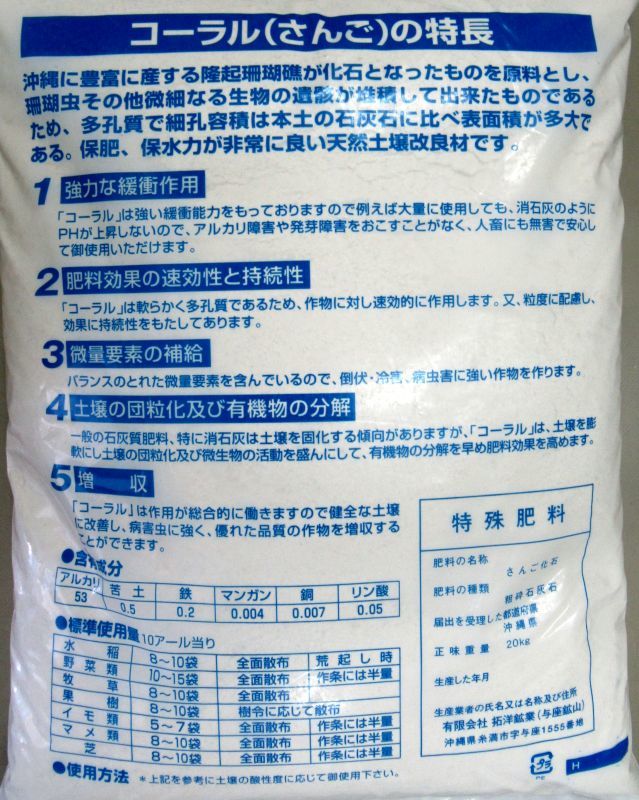 コーラル(さんご)の特長
沖縄に豊富に産する隆起珊瑚礁が化石となったものを原料とし、
珊瑚虫その他微細なる生物の遺骸が堆積して出来たものである
ため、多孔質で細孔容積は本土の石灰石に比べ表面積が多大で
ある。保肥、保水力が非常に良い天然土壌改良材です。
1 強力な緩衝作用
「コーラル」は強い緩衝能力をもっておりますので例えば大量に使用しても、消石灰のように
PHが上昇しないので、アルカリ障害や発芽障害をおこすことがなく、人畜にも無害で安心し
て御使用いただけます。
2 肥料効果の速効性と持続性
「コーラル」は軟らかく多孔質であるため、作物に対し速効的に作用します。又、粒度に配慮し、
効果に持続性をもたしてあります。
3 微量要素の補給
バランスのとれた微量要素を含んでいるので、倒伏・冷害、病虫害に強い作物を作ります。
4 土壌の団粒化及び有機物の分解
一般の石灰質肥料、特に消石灰は土壌を固化する傾向がありますが、「コーラル」は、土壌を膨
軟にし土壌の団粒化及び微生物の活動を盛んにして、有機物の分解を早め肥料効果を高めます。
5 増 収
「コーラル」は作用が総合的に働きますので健全な土壌
に改善し、病害虫に強く、優れた品質の作物を増収する
ことができます。
●含有成分
アルカリ 苦土 鉄 マンガン 銅 リン酸
53 0.5 0.2 0.004 0.007 0.05
●標準使用量 10アール当り
水稲 8〜10袋 全面散布 荒起し時
野菜類 10〜15袋 全面散布 作条には半量
牧草 8〜10袋 全面散布
果樹 8〜10袋 樹令に応じて散布
イモ類 5〜7袋 全面散布 作条には半量
マメ類 8〜10袋 全面散布 作条には半量
芝 8〜10袋 全面散布 作条には半量
●使用方法 *上記を参考に土壌の酸性度に応じて御使用下さい。
特殊肥料
肥料の名称 さんご化石
肥料の種類 粗砕石灰石
届出を受理した都道府県
沖縄県
正味重量 20kg
生産した年月
生産業者の氏名又は名称及び住所
有限会社 拓洋鉱業(与座鉱山)
沖縄県糸満市字与座1555番地
プラ
PE
H